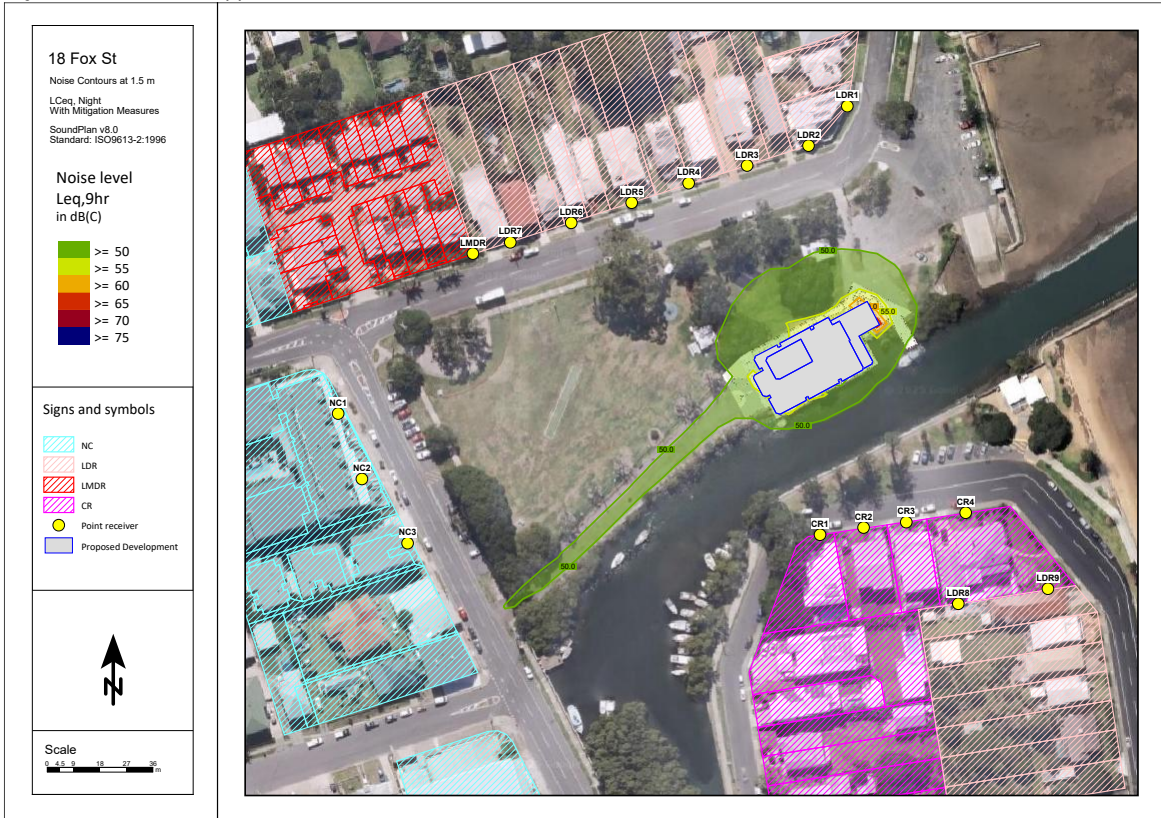 18 Fox St
Noise Contours at 1.5 m
LCeq, Night
With Mitigation Measures
SoundPlan v8.0
Standard: ISO9613-2:1996
Noise level
Leq,9hr
in dB(C)
>= 50
>= 55
>= 60
>= 65
>= 70
>= 75
Signs and symbols
NC
LDR
LMDR
CR
Point receiver
Proposed Development
N
Scale
0 4.5 9 18 27 36
m
LDR1
LDR2
LDR3
LDR4
LDR5
LDR6
LDR7
LMDR
50.0
55.0
50.0
50.0
50.0
NC1
NC2
NC3
CR1
CR2
CR3
CR4
LDR8
LDR9